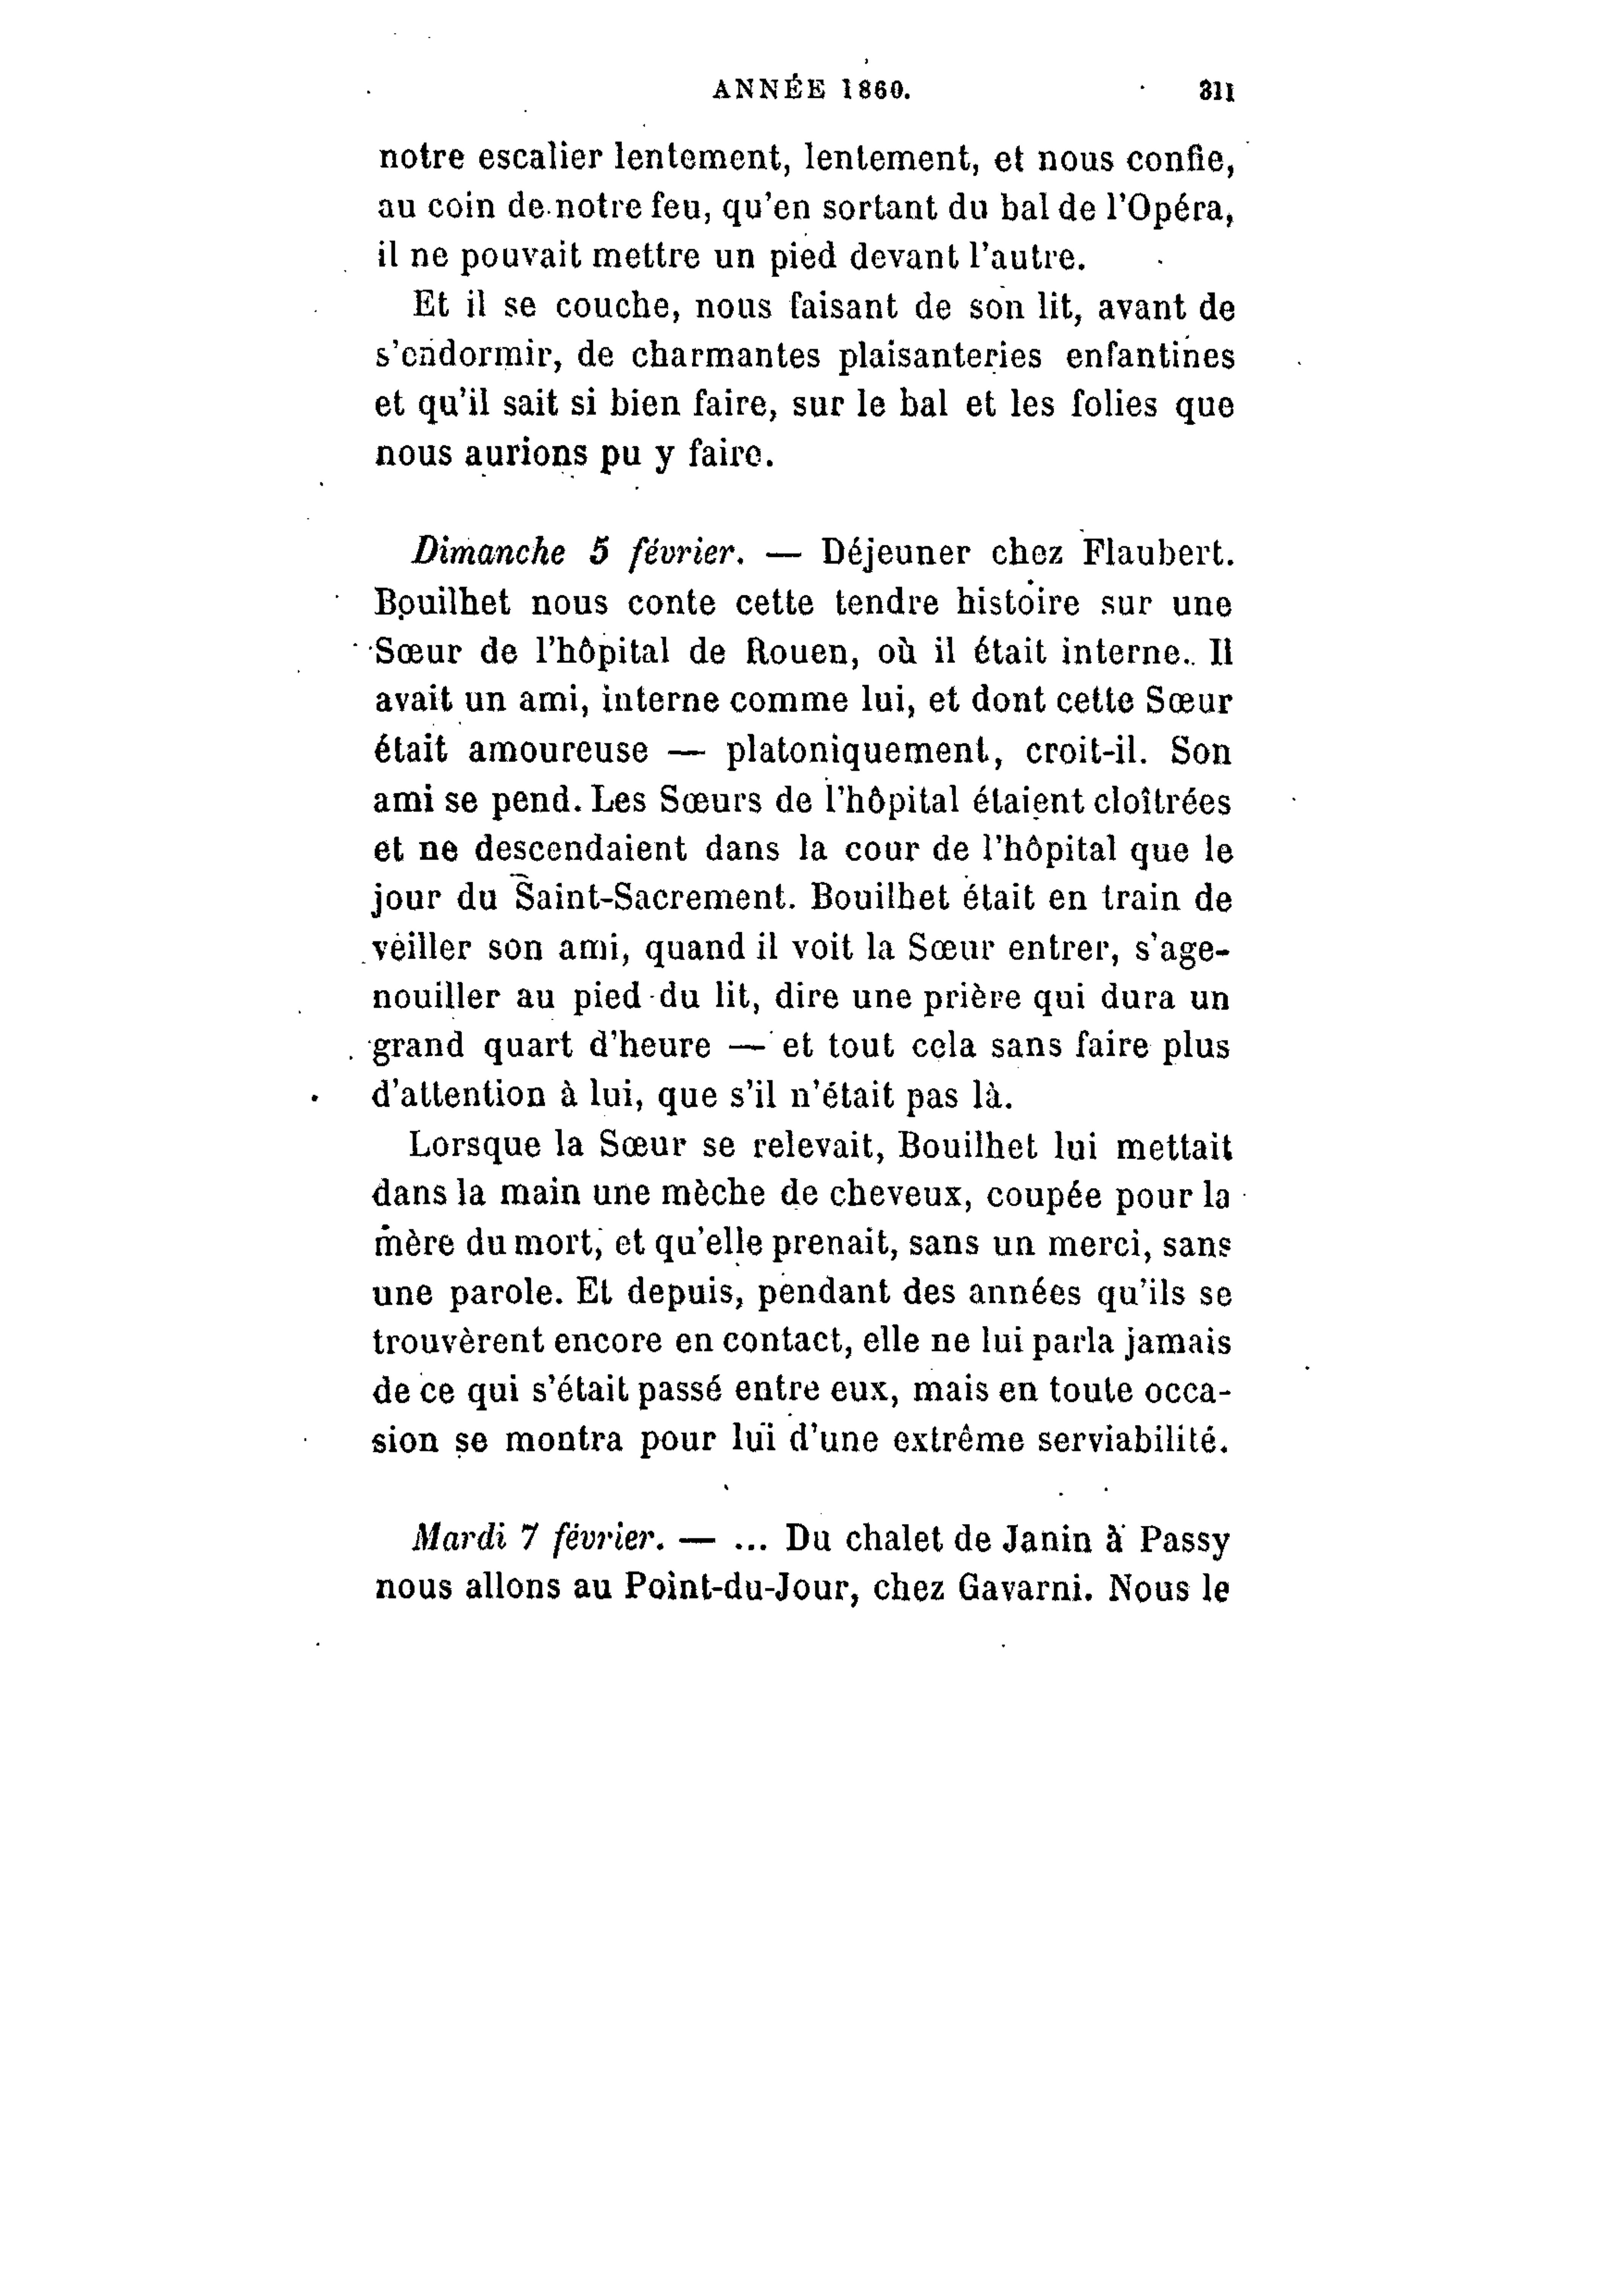 ANNÉE 1860. 311
notre escalier lentement, lentement, et nous confie,
au coin de notre feu, qu'en sortant du bal de l'Opéra,
il ne pouvait mettre un pied devant l'autre.
Et il se couche, nous faisant de son lit, avant de
s'endormir, de charmantes plaisanteries enfantines
et qu'il sait si bien faire, sur le bal et les folies que
nous aurions pu y faire.
Dimanche 5 février. — Déjeuner chez Flaubert.
Bouilhet nous conte cette tendre histoire sur une
Sœur de l'hôpital de Rouen, où il était interne. Il
avait un ami, interne comme lui, et dont cette Sœur
était amoureuse — platoniquement, croit-il. Son
ami se pend. Les Sœurs de l'hôpital étaient cloîtrées
et ne descendaient dans la cour de l'hôpital que le
jour du Saint-Sacrement. Bouilhet était en train de
veiller son ami, quand il voit la Sœur entrer, s'age-
nouiller au pied du lit, dire une prière qui dura un
grand quart d'heure — et tout cela sans faire plus
d'attention à lui, que s'il n'était pas là.
Lorsque la Sœur se relevait, Bouilhet lui mettait
dans la main une mèche de cheveux, coupée pour la
mère du mort, et qu'elle prenait, sans un merci, sans
une parole. Et depuis, pendant des années qu'ils se
trouvèrent encore en contact, elle ne lui parla jamais
de ce qui s'était passé entre eux, mais en toute occa-
sion se montra pour lui d'une extrême serviabilité.
Mardi 7 février. — ... Du chalet de Janin à Passy
nous allons au Point-du-Jour, chez Gavarni. Nous le